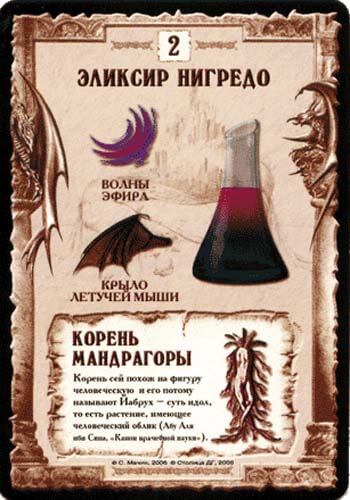 2
ЭЛИКСИР НИГРЕДО
ВОЛНЫ
ЭФИРА
КРЫЛО
ЛЕТУЧЕЙ МЫШИ
КОРЕНЬ
МАНДРАГОРЫ
Корень сей похож на фигуру
человеческую и его потому
называют Йабрух – суть идол,
то есть растение, имеющее
человеческий облик (Абу Али
ибн Сина, «Канон врачебной науки»).
© С. Мачин, 2006 © Столица ДГ, 2006